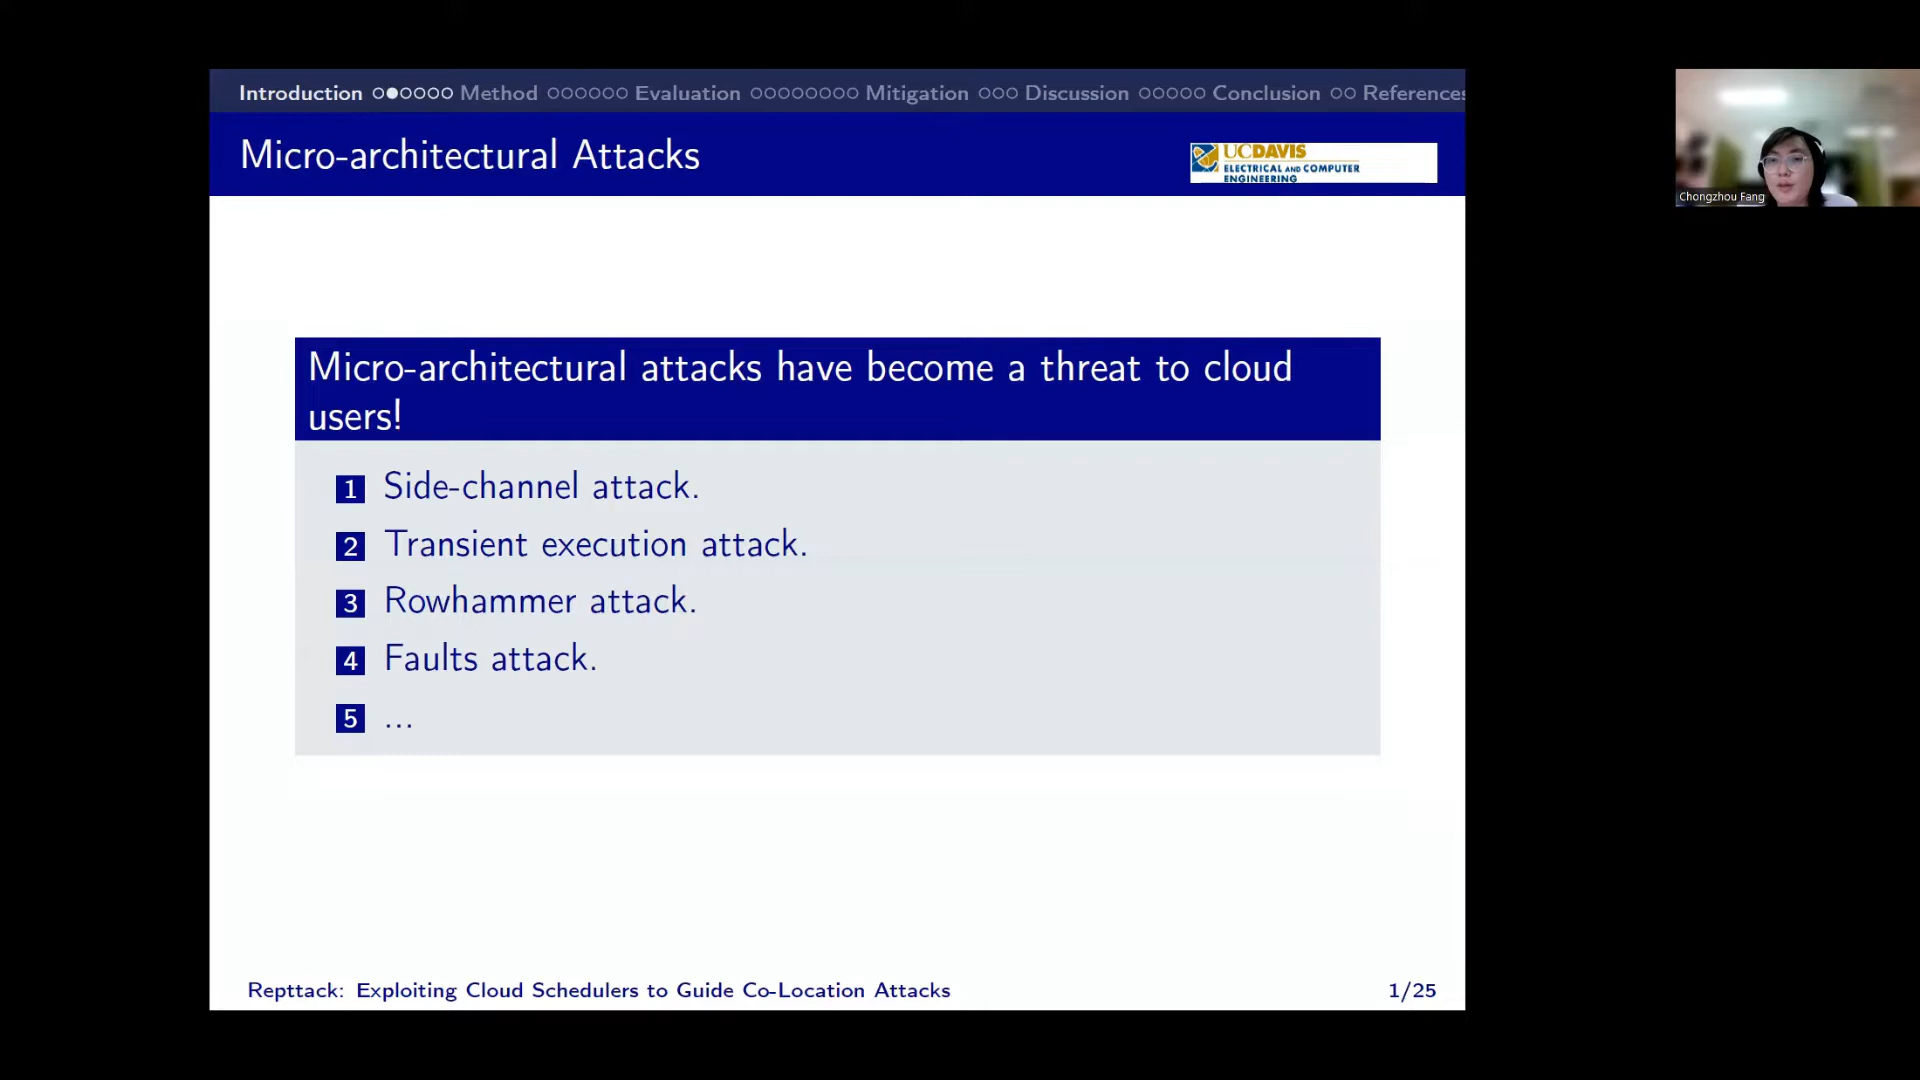 Introduction Method Evaluation Mitigation Discussion Conclusion References
Micro-architectural Attacks
UCDAVIS
ELECTRICAL AND COMPUTER
ENGINEERING
Chongzhou Fang
Micro-architectural attacks have become a threat to cloud
users!
1 Side-channel attack.
2 Transient execution attack.
3 Rowhammer attack.
4 Faults attack.
5 ...
Repttack: Exploiting Cloud Schedulers to Guide Co-Location Attacks 1/25